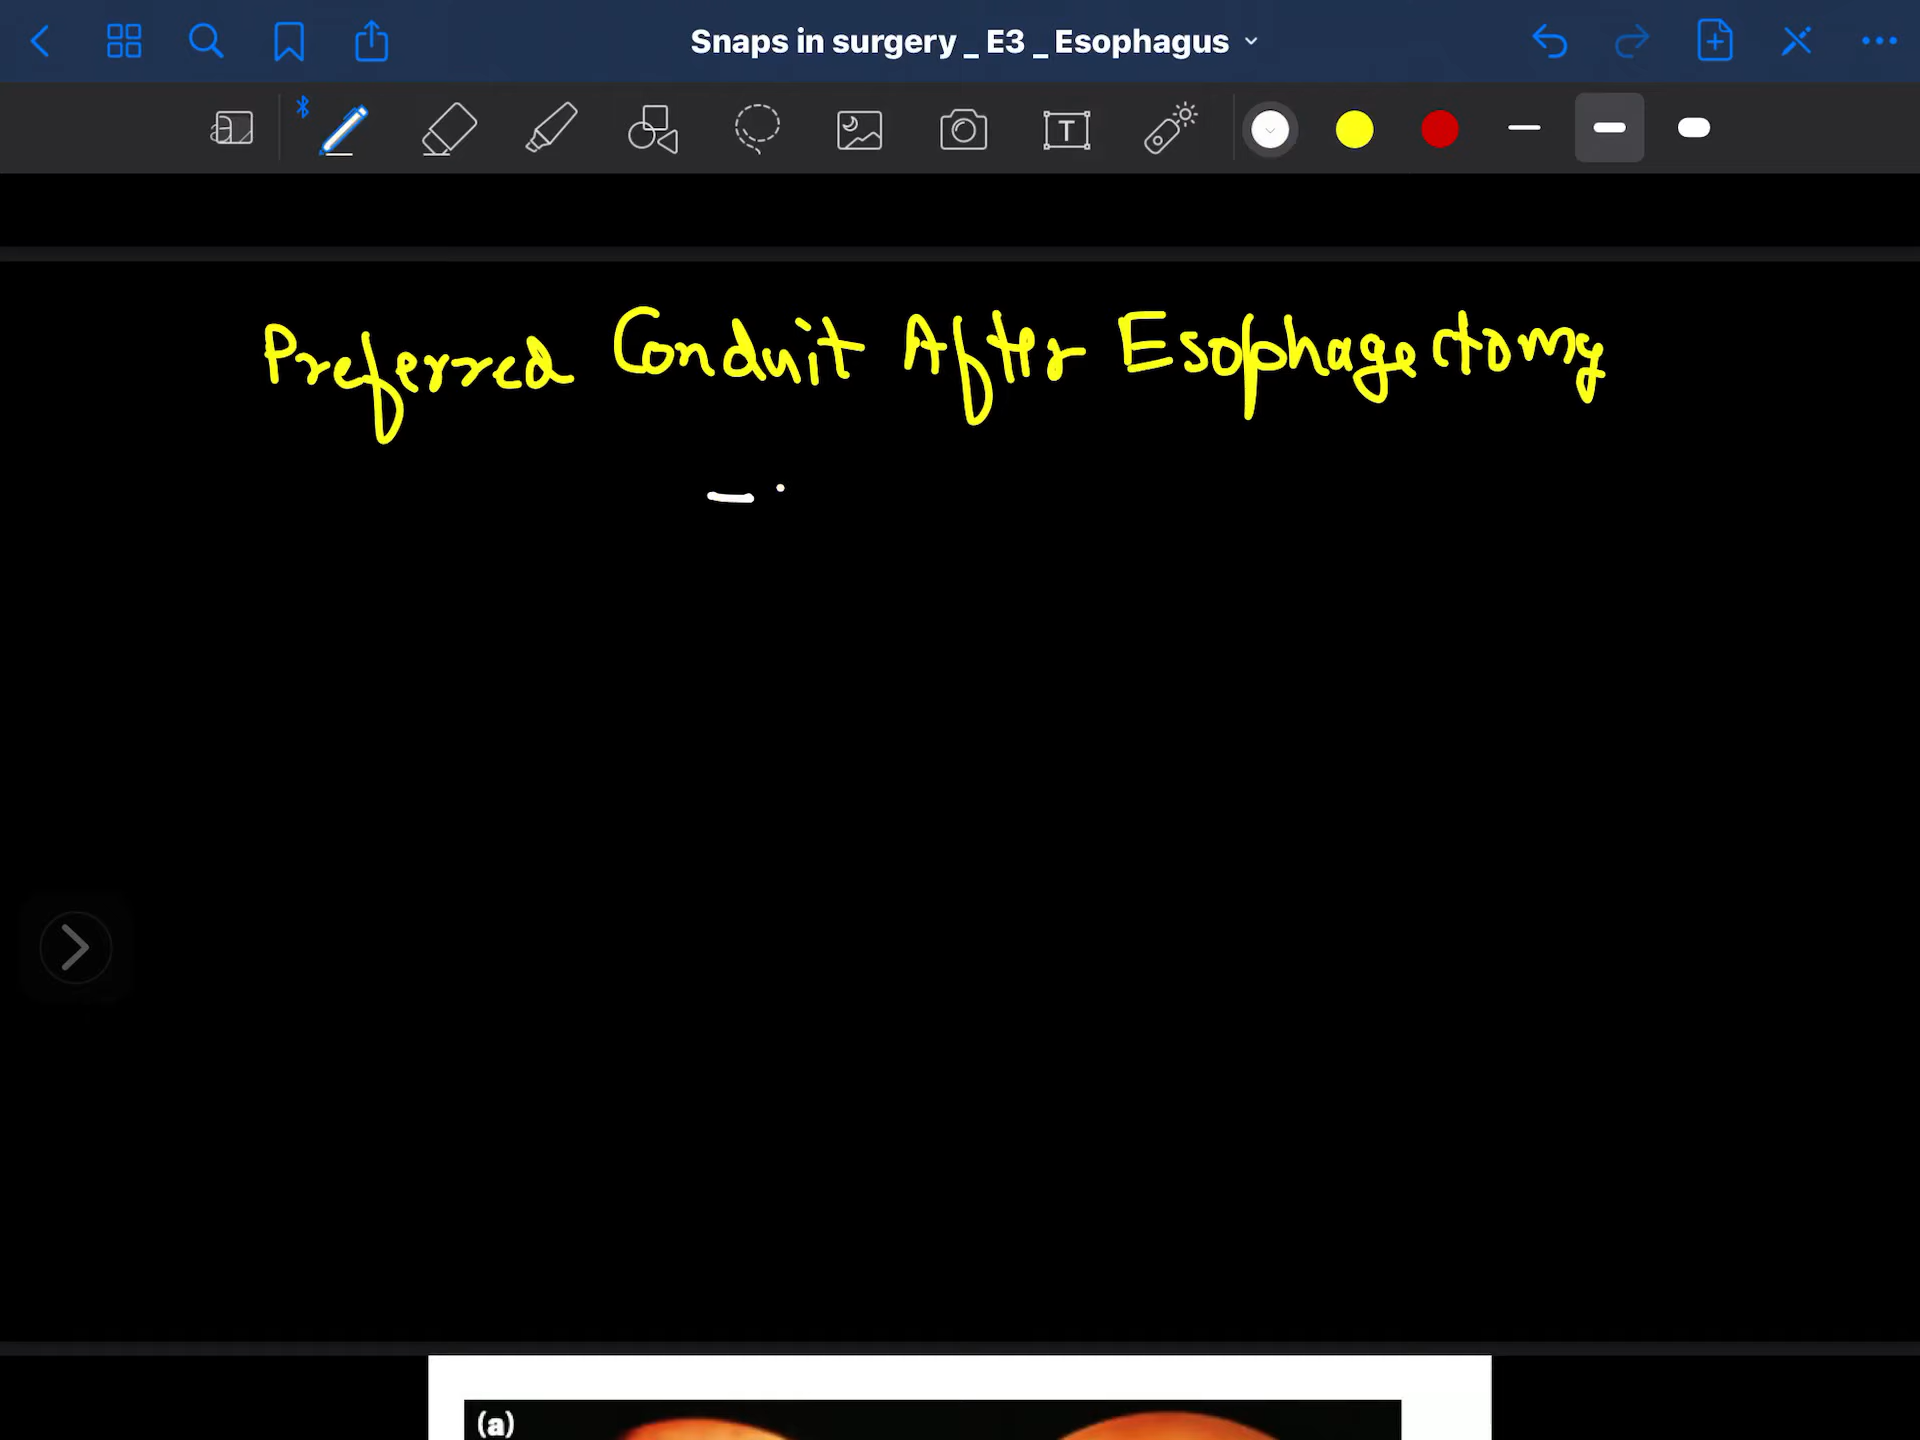 Snaps in surgery _ E3 _ Esophagus
T
Preferred Conduit After Esophagectomy
(a)